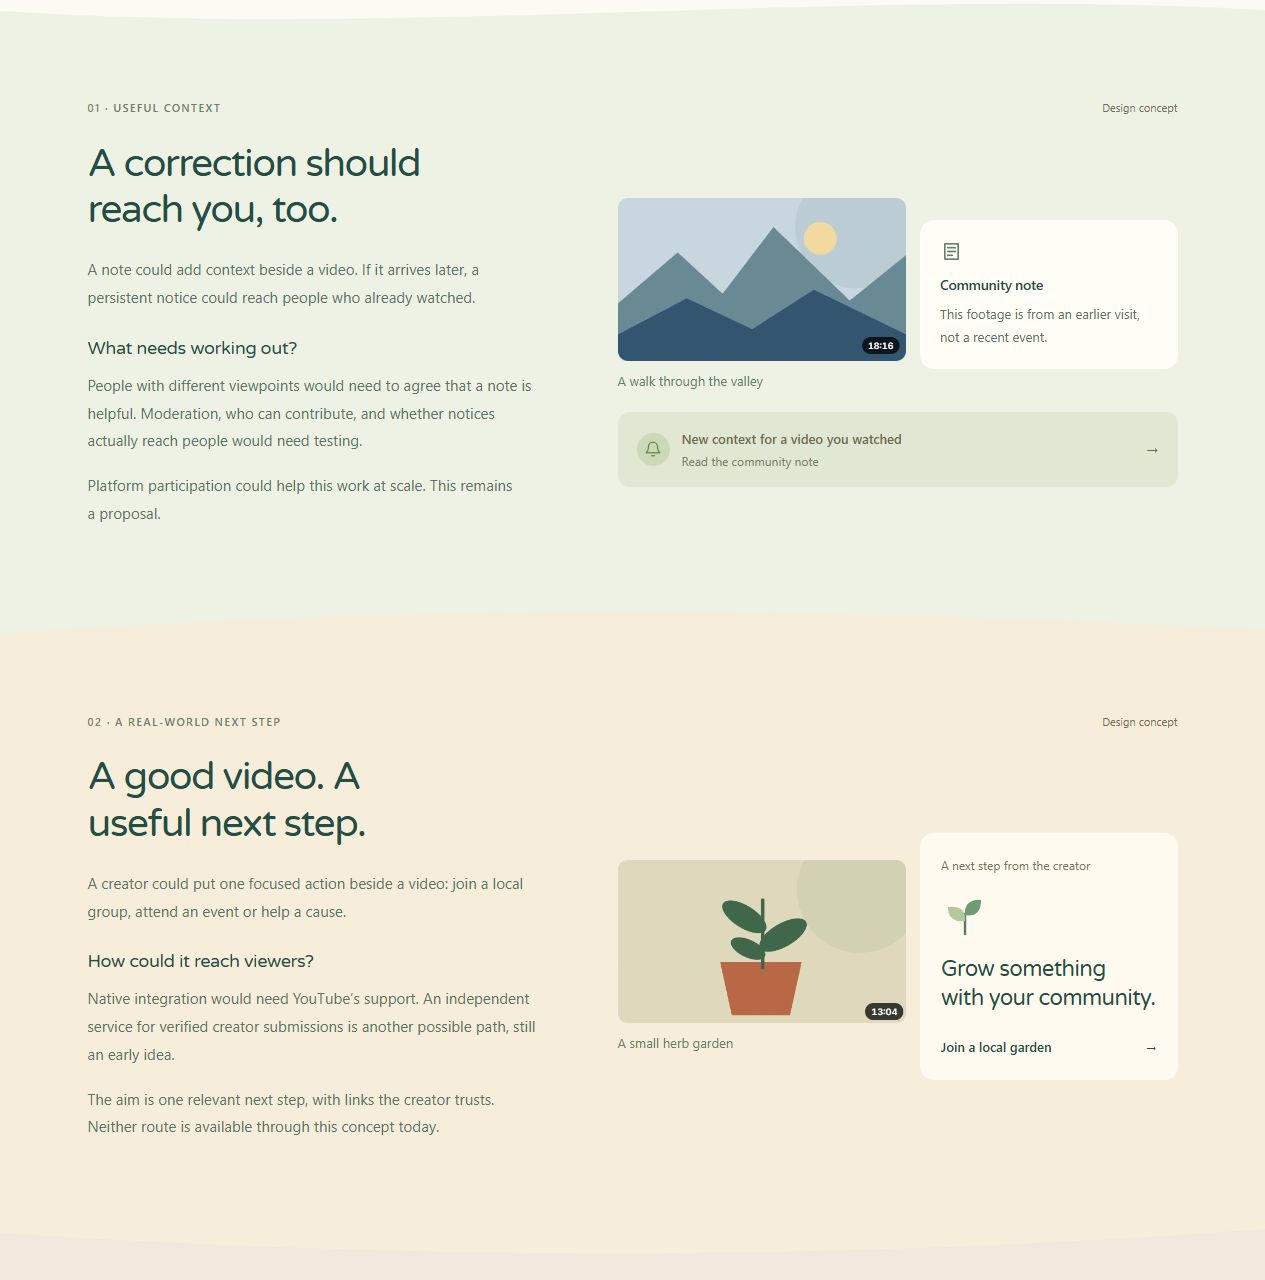 01 · USEFUL CONTEXT
Design concept
A correction should
reach you, too.
A note could add context beside a video. If it arrives later, a
persistent notice could reach people who already watched.
What needs working out?
People with different viewpoints would need to agree that a note is
helpful. Moderation, who can contribute, and whether notices
actually reach people would need testing.
Platform participation could help this work at scale. This remains
a proposal.
18:16
A walk through the valley
Community note
This footage is from an earlier visit,
not a recent event.
New context for a video you watched
Read the community note
→
02 · A REAL-WORLD NEXT STEP
Design concept
A good video. A
useful next step.
A creator could put one focused action beside a video: join a local
group, attend an event or help a cause.
How could it reach viewers?
Native integration would need YouTube’s support. An independent
service for verified creator submissions is another possible path, still
an early idea.
The aim is one relevant next step, with links the creator trusts.
Neither route is available through this concept today.
13:04
A small herb garden
A next step from the creator
Grow something
with your community.
Join a local garden →